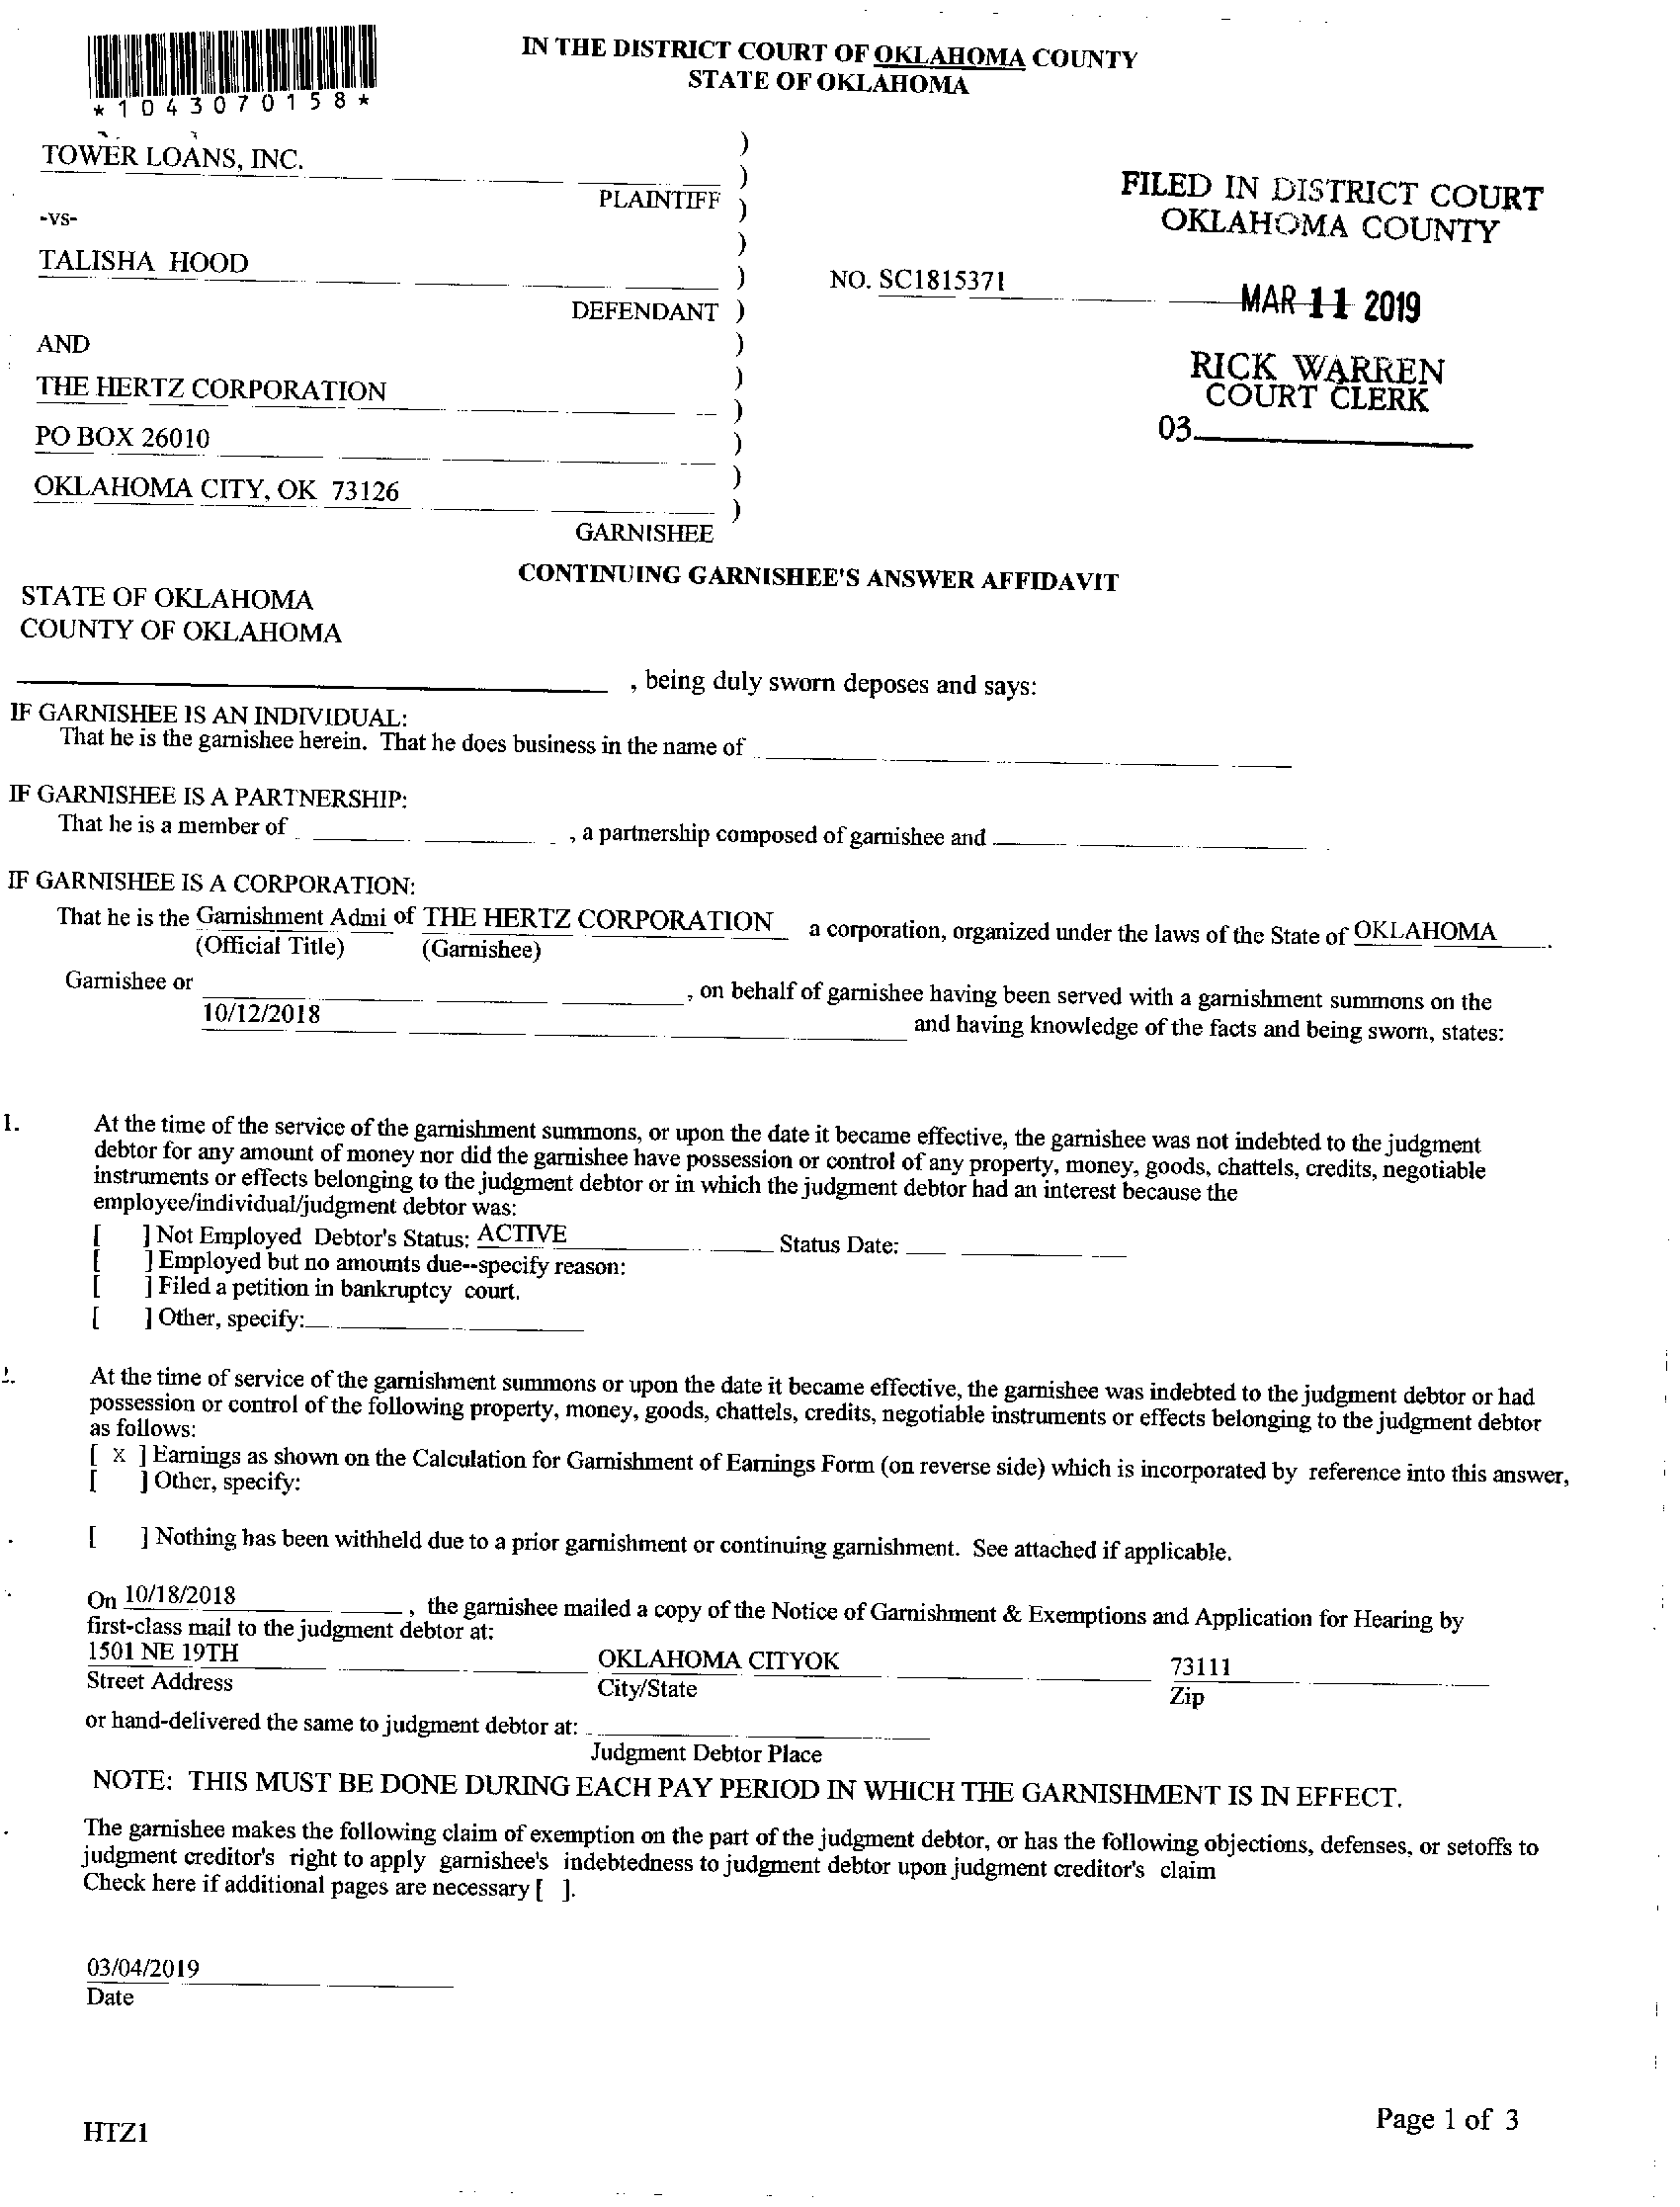 IN THE DISTRICT COURT OF OKLAHOMA COUNTY
STATE OF OKLAHOMA
*1043070158*
TOWER LOANS, INC.
PLAINTIFF
-vs-
TALISHA HOOD
DEFENDANT
AND
THE HERTZ CORPORATION
PO BOX 26010
OKLAHOMA CITY, OK 73126
GARNISHEE
)
)
)
)
)
)
)
)
)
)
)
)
NO. SC1815371
FILED IN DISTRICT COURT
OKLAHOMA COUNTY
MAR 11 2019
RICK WARREN
COURT CLERK
03
CONTINUING GARNISHEE'S ANSWER AFFIDAVIT
STATE OF OKLAHOMA
COUNTY OF OKLAHOMA
, being duly sworn deposes and says:
IF GARNISHEE IS AN INDIVIDUAL:
That he is the garnishee herein. That he does business in the name of
IF GARNISHEE IS A PARTNERSHIP:
That he is a member of , a partnership composed of garnishee and
IF GARNISHEE IS A CORPORATION:
That he is the Garnishment Admi of THE HERTZ CORPORATION a corporation, organized under the laws of the State of OKLAHOMA.
(Official Title) (Garnishee)
Garnishee or , on behalf of garnishee having been served with a garnishment summons on the
10/12/2018 and having knowledge of the facts and being sworn, states:
1. At the time of the service of the garnishment summons, or upon the date it became effective, the garnishee was not indebted to the judgment
debtor for any amount of money nor did the garnishee have possession or control of any property, money, goods, chattels, credits, negotiable
instruments or effects belonging to the judgment debtor or in which the judgment debtor had an interest because the
employee/individual/judgment debtor was:
[ ] Not Employed Debtor's Status: ACTIVE Status Date:
[ ] Employed but no amounts due--specify reason:
[ ] Filed a petition in bankruptcy court.
[ ] Other, specify:
2. At the time of service of the garnishment summons or upon the date it became effective, the garnishee was indebted to the judgment debtor or had
possession or control of the following property, money, goods, chattels, credits, negotiable instruments or effects belonging to the judgment debtor
as follows:
[ x ] Earnings as shown on the Calculation for Garnishment of Earnings Form (on reverse side) which is incorporated by reference into this answer,
[ ] Other, specify:
[ ] Nothing has been withheld due to a prior garnishment or continuing garnishment. See attached if applicable.
On 10/18/2018 , the garnishee mailed a copy of the Notice of Garnishment & Exemptions and Application for Hearing by
first-class mail to the judgment debtor at:
1501 NE 19TH OKLAHOMA CITYOK 73111
Street Address City/State Zip
or hand-delivered the same to judgment debtor at:
Judgment Debtor Place
NOTE: THIS MUST BE DONE DURING EACH PAY PERIOD IN WHICH THE GARNISHMENT IS IN EFFECT.
The garnishee makes the following claim of exemption on the part of the judgment debtor, or has the following objections, defenses, or setoffs to
judgment creditor's right to apply garnishee's indebtedness to judgment debtor upon judgment creditor's claim
Check here if additional pages are necessary [ ].
03/04/2019
Date
HTZ1
Page 1 of 3